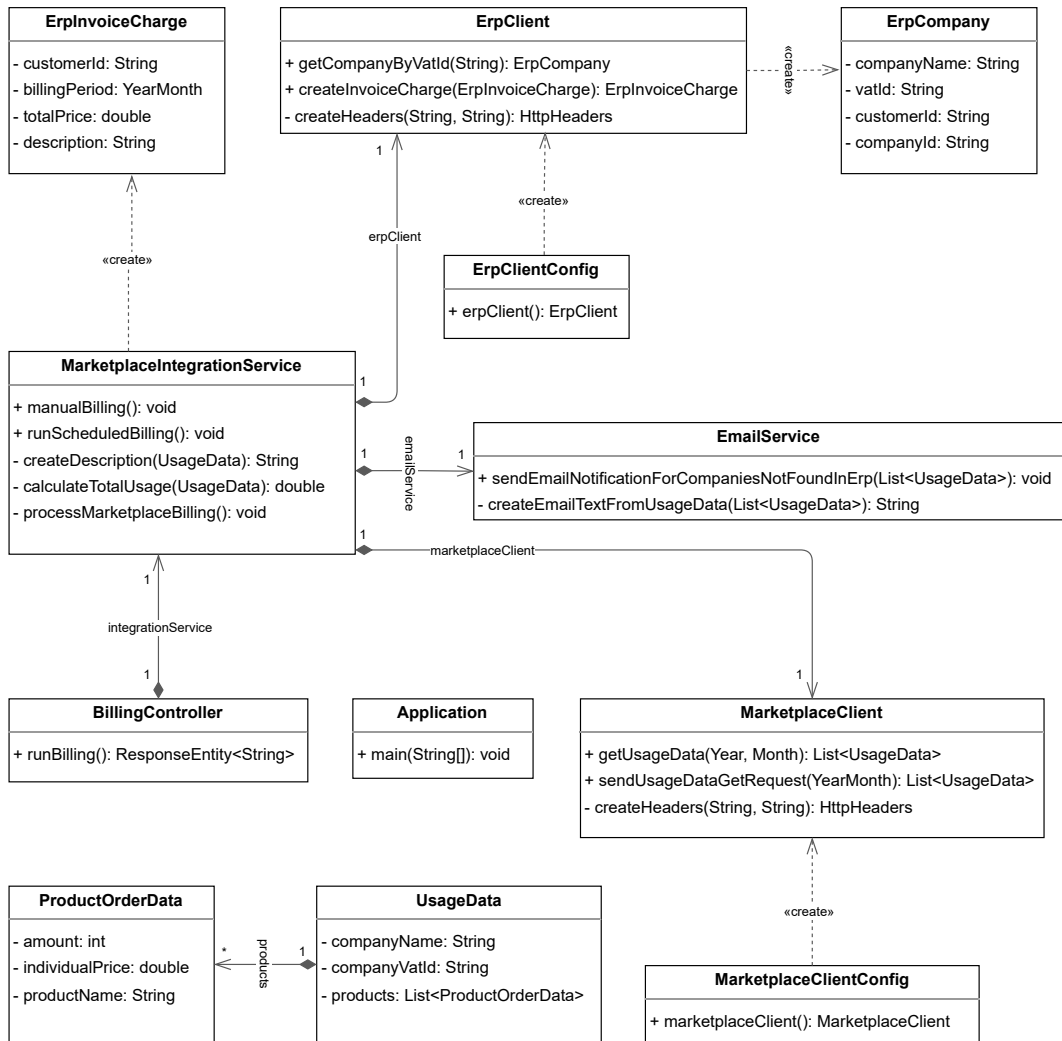 ErpInvoiceCharge
- customerId: String
- billingPeriod: YearMonth
- totalPrice: double
- description: String
ErpClient
+ getCompanyByVatId(String): ErpCompany
+ createInvoiceCharge(ErpInvoiceCharge): ErpInvoiceCharge
- createHeaders(String, String): HttpHeaders
«create»
ErpCompany
- companyName: String
- vatId: String
- customerId: String
- companyId: String
1
«create»
erpClient
«create»
ErpClientConfig
+ erpClient(): ErpClient
MarketplaceIntegrationService
+ manualBilling(): void
+ runScheduledBilling(): void
- createDescription(UsageData): String
- calculateTotalUsage(UsageData): double
- processMarketplaceBilling(): void
1
1
emailService
1
EmailService
+ sendEmailNotificationForCompaniesNotFoundInErp(List<UsageData>): void
- createEmailTextFromUsageData(List<UsageData>): String
1
marketplaceClient
1
integrationService
1
1
BillingController
+ runBilling(): ResponseEntity<String>
Application
+ main(String[]): void
MarketplaceClient
+ getUsageData(Year, Month): List<UsageData>
+ sendUsageDataGetRequest(YearMonth): List<UsageData>
- createHeaders(String, String): HttpHeaders
«create»
ProductOrderData
- amount: int
- individualPrice: double
- productName: String
*
products
1
UsageData
- companyName: String
- companyVatId: String
- products: List<ProductOrderData>
MarketplaceClientConfig
+ marketplaceClient(): MarketplaceClient